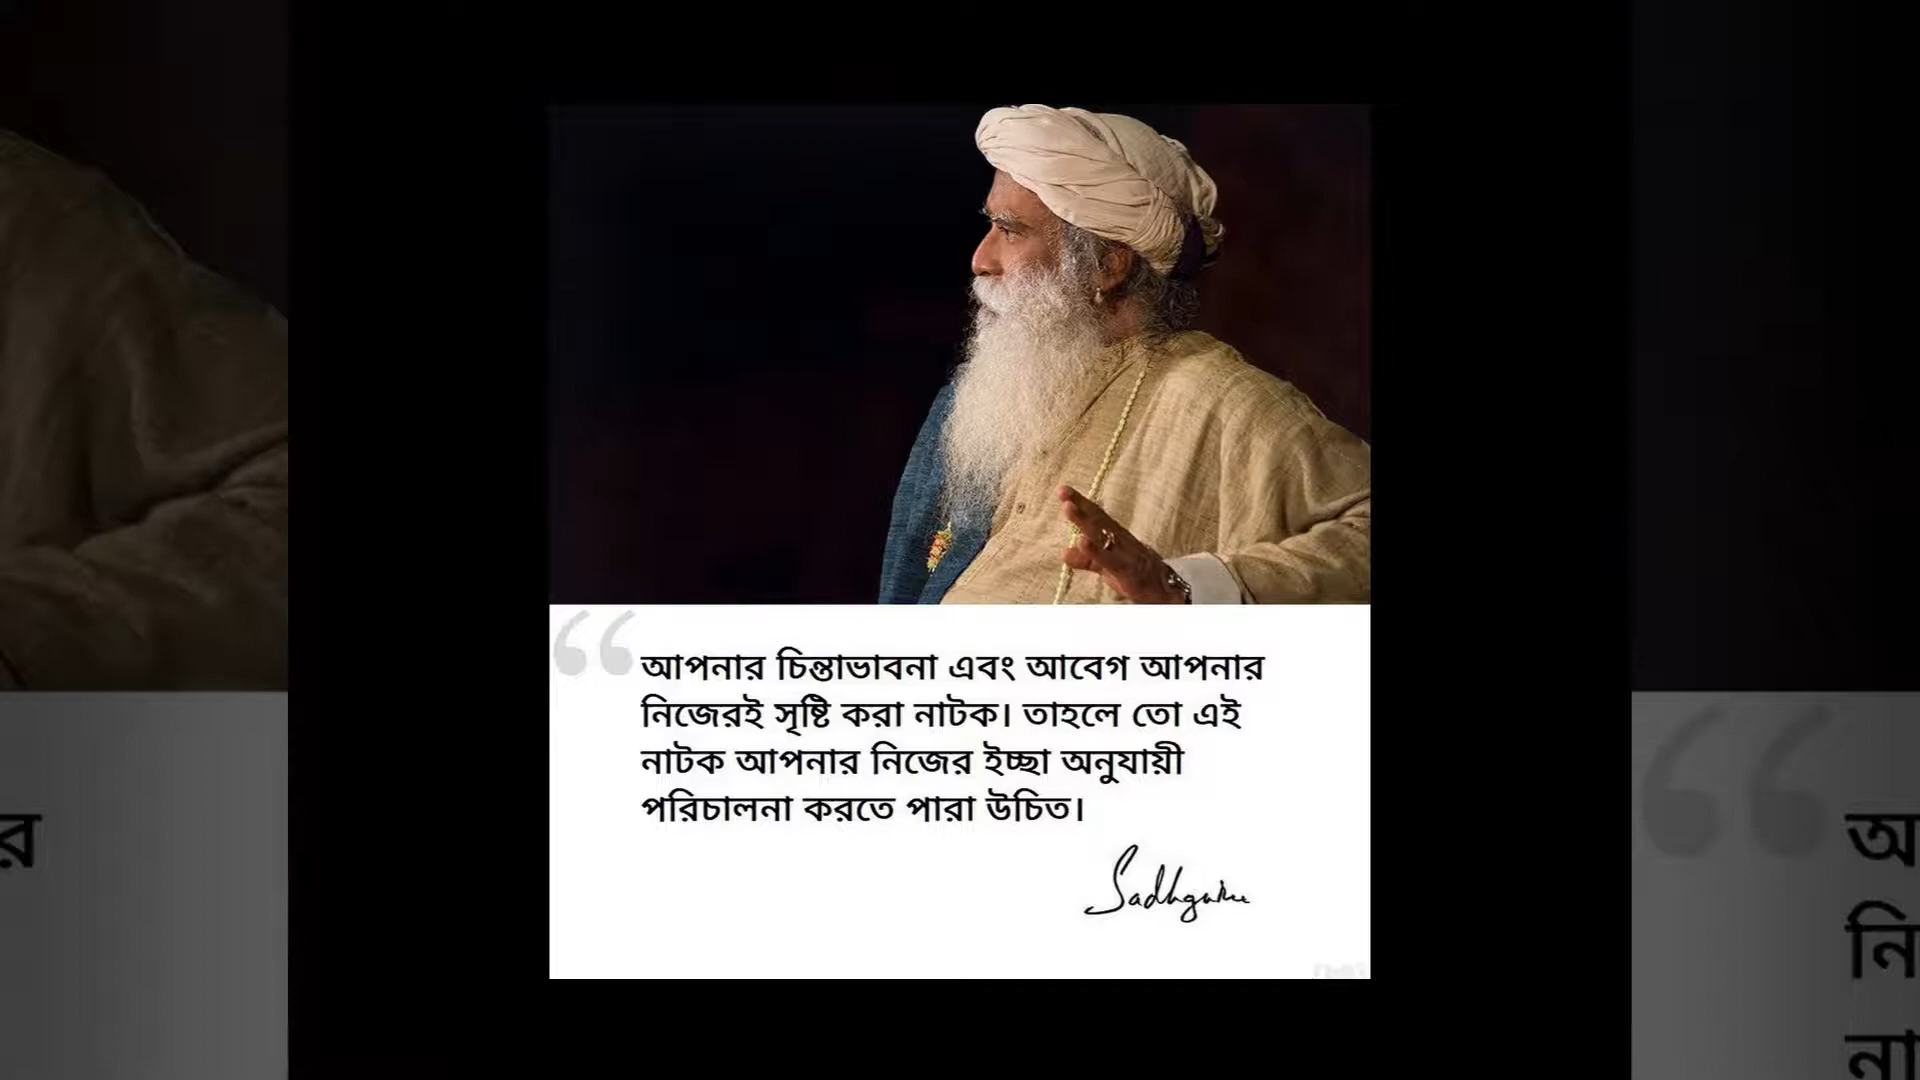 আপনার চিন্তাভাবনা এবং আবেগ আপনার
নিজেরই সৃষ্টি করা নাটক। তাহলে তো এই
নাটক আপনার নিজের ইচ্ছা অনুযায়ী
পরিচালনা করতে পারা উচিত।
Sadhguru
র
অ
নি
না